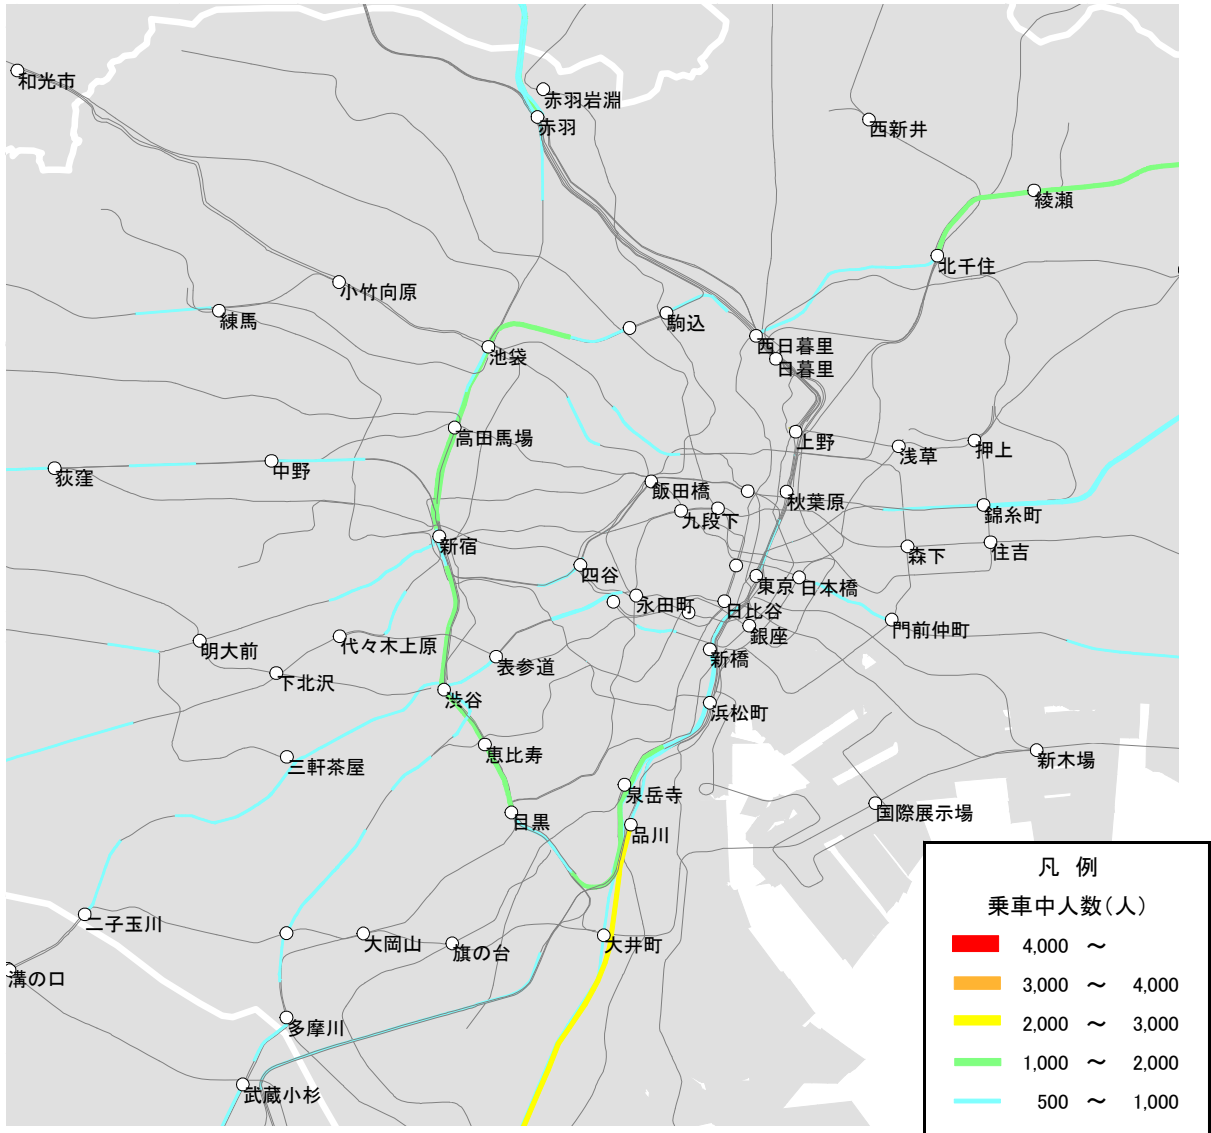 和光市
赤羽岩淵
赤羽
西新井
綾瀬
北千住
小竹向原
練馬
駒込
池袋
西日暮里
日暮里
高田馬場
上野
浅草
押上
荻窪
中野
飯田橋
九段下
秋葉原
錦糸町
新宿
森下
住吉
四谷
東京
日本橋
永田町
日比谷
銀座
門前仲町
明大前
代々木上原
表参道
新橋
下北沢
渋谷
浜松町
恵比寿
三軒茶屋
新木場
泉岳寺
国際展示場
目黒
品川
二子玉川
大岡山
旗の台
大井町
溝の口
多摩川
武蔵小杉
凡 例
乗車中人数(人)
4,000 ~
3,000 ~ 4,000
2,000 ~ 3,000
1,000 ~ 2,000
500 ~ 1,000